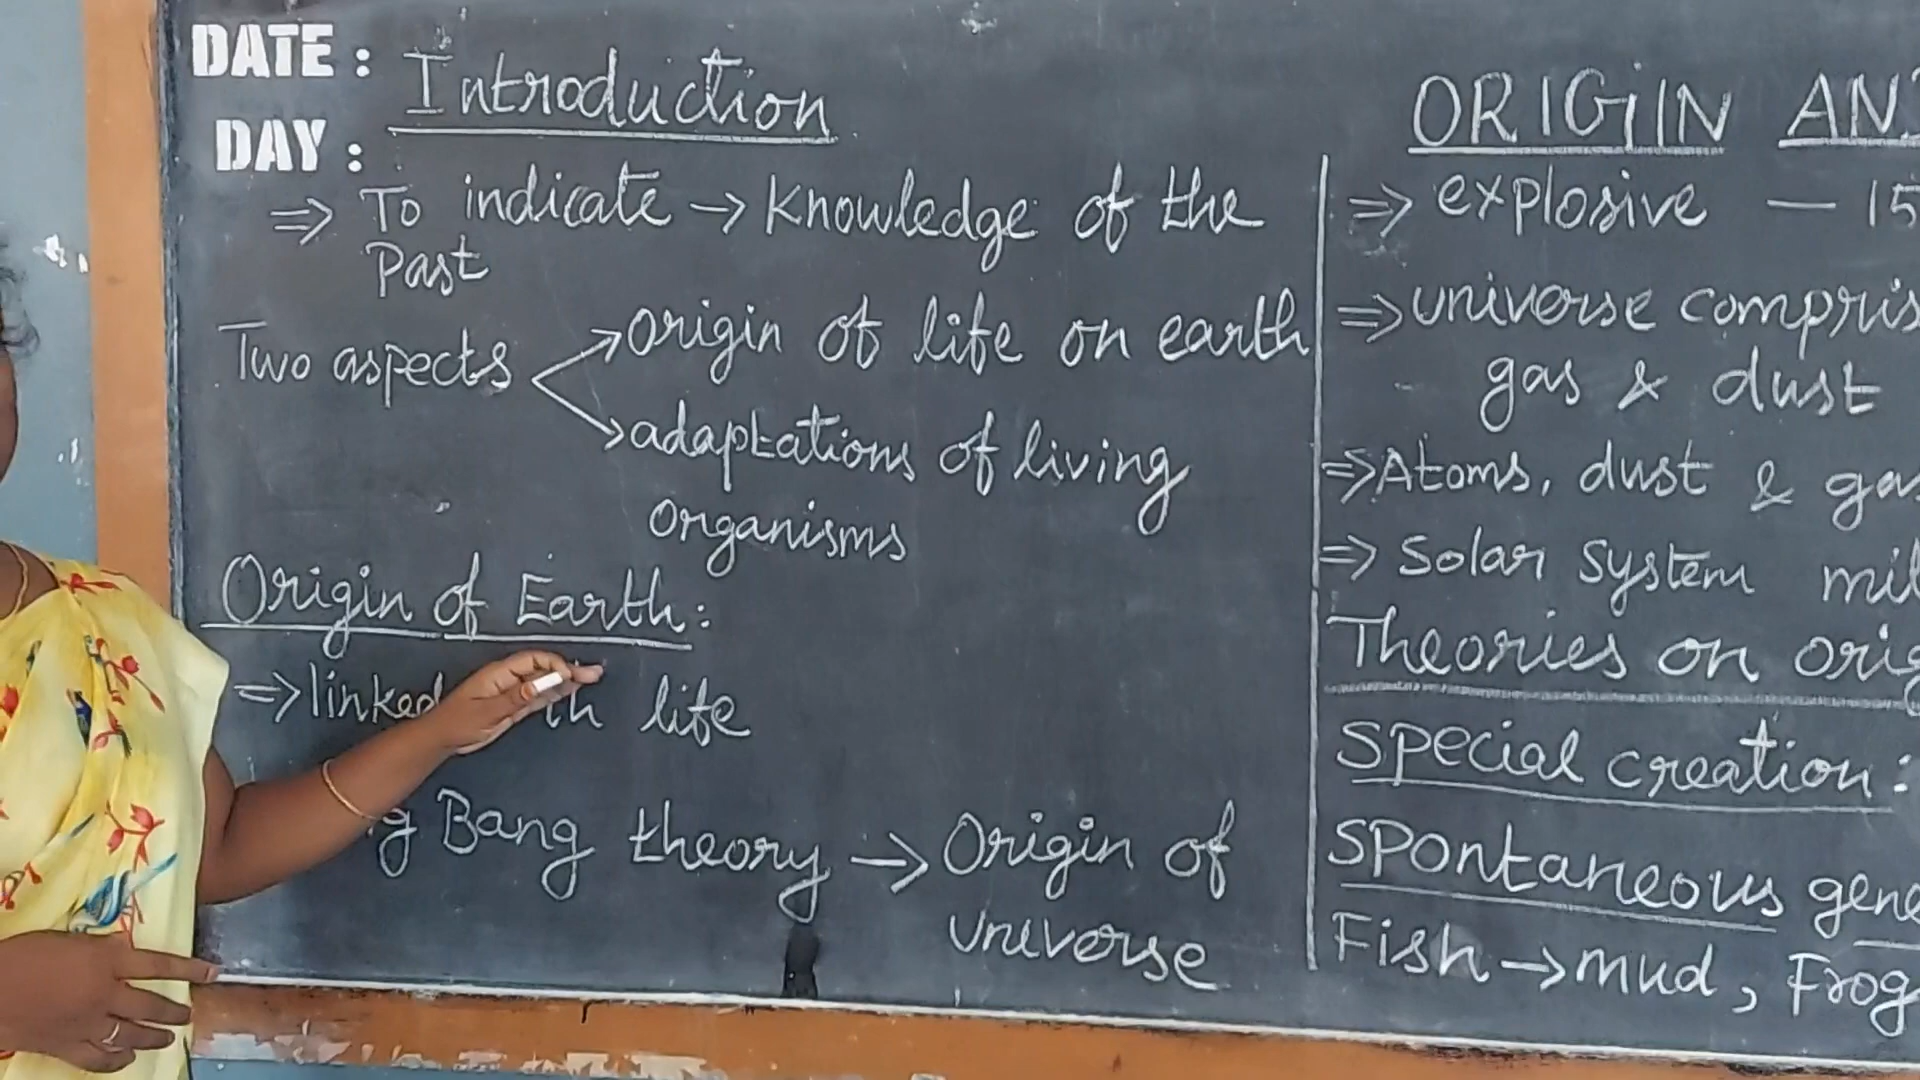 DATE :
DAY :
Introduction
⇒ To indicate → Knowledge of the
Past
Two aspects → origin of life on earth
→ adaptations of living
organisms
Origin of Earth:
⇒ linked life
Bang theory → Origin of
universe
ORIGIN
⇒ explosive — 15
⇒ universe
gas & dust
⇒ Atoms, dust &
⇒ Solar System
Theories on
Special creation :
Spontaneous
Fish → mud, Frog